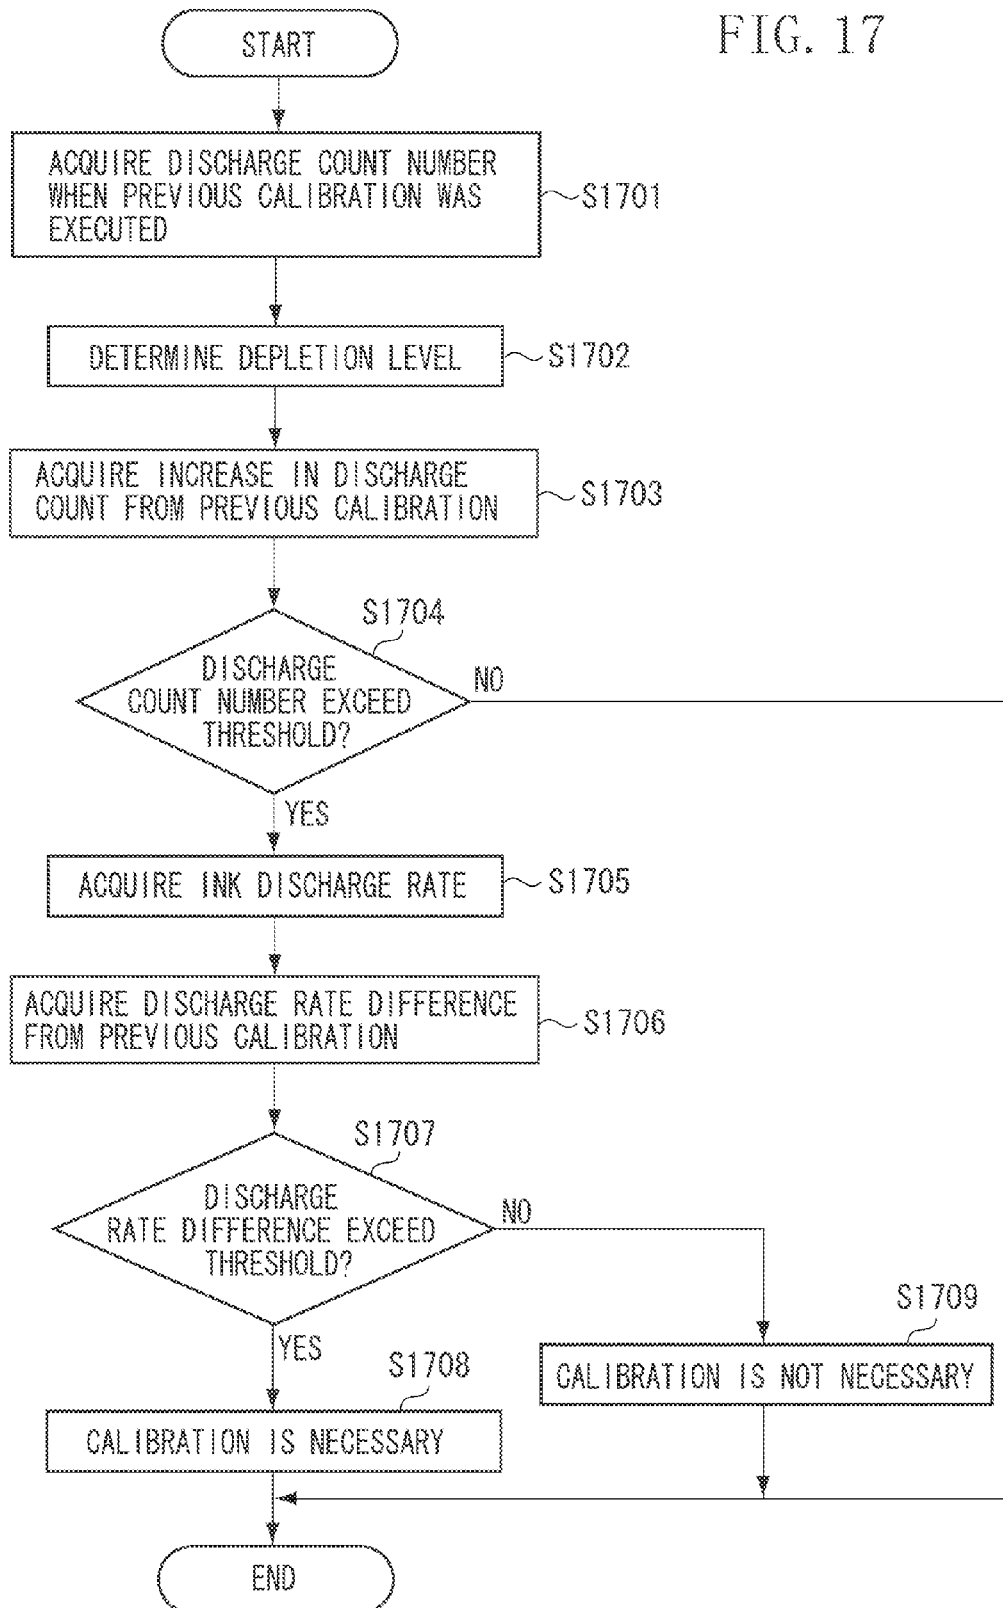 FIG. 17
START
ACQUIRE DISCHARGE COUNT NUMBER
WHEN PREVIOUS CALIBRATION WAS
EXECUTED
S1701
DETERMINE DEPLETION LEVEL
S1702
ACQUIRE INCREASE IN DISCHARGE
COUNT FROM PREVIOUS CALIBRATION
S1703
S1704
DISCHARGE
COUNT NUMBER EXCEED
THRESHOLD?
NO
YES
ACQUIRE INK DISCHARGE RATE
S1705
ACQUIRE DISCHARGE RATE DIFFERENCE
FROM PREVIOUS CALIBRATION
S1706
S1707
DISCHARGE
RATE DIFFERENCE EXCEED
THRESHOLD?
NO
YES
S1709
CALIBRATION IS NOT NECESSARY
S1708
CALIBRATION IS NECESSARY
END